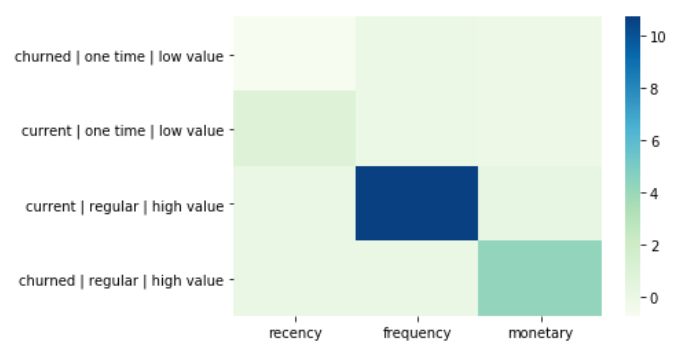 churned | one time | low value
current | one time | low value
current | regular | high value
churned | regular | high value
recency frequency monetary
10
8
6
4
2
0